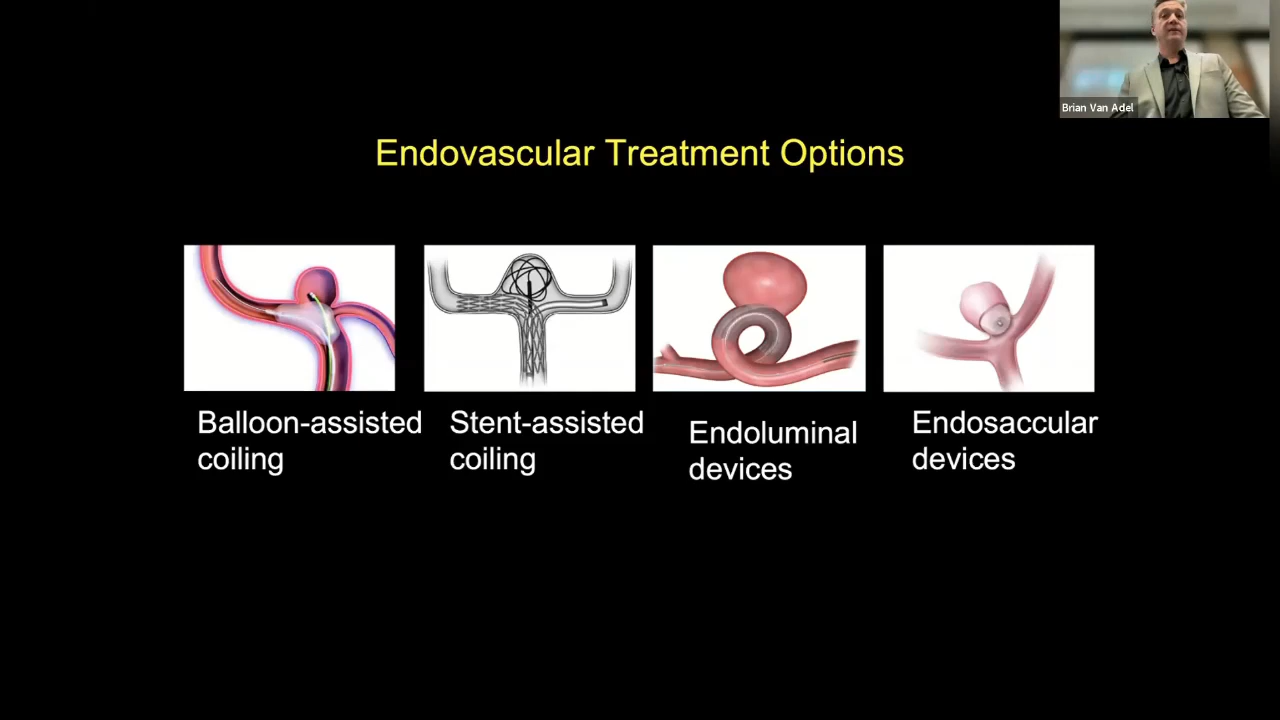 Brian Van Adel
Endovascular Treatment Options
Balloon-assisted
coiling
Stent-assisted
coiling
Endoluminal
devices
Endosaccular
devices